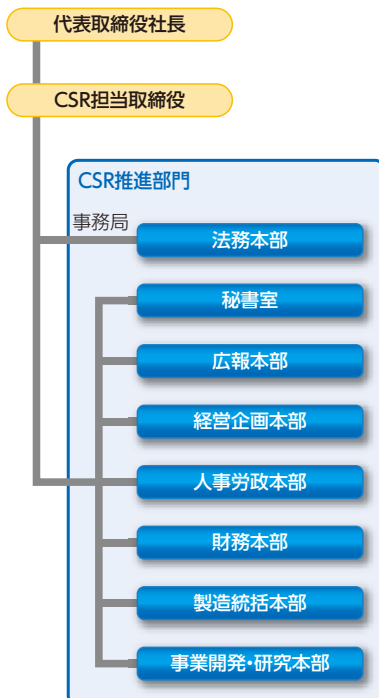 代表取締役社長
CSR担当取締役
CSR推進部門
事務局
法務本部
秘書室
広報本部
経営企画本部
人事労政本部
財務本部
製造統括本部
事業開発・研究本部